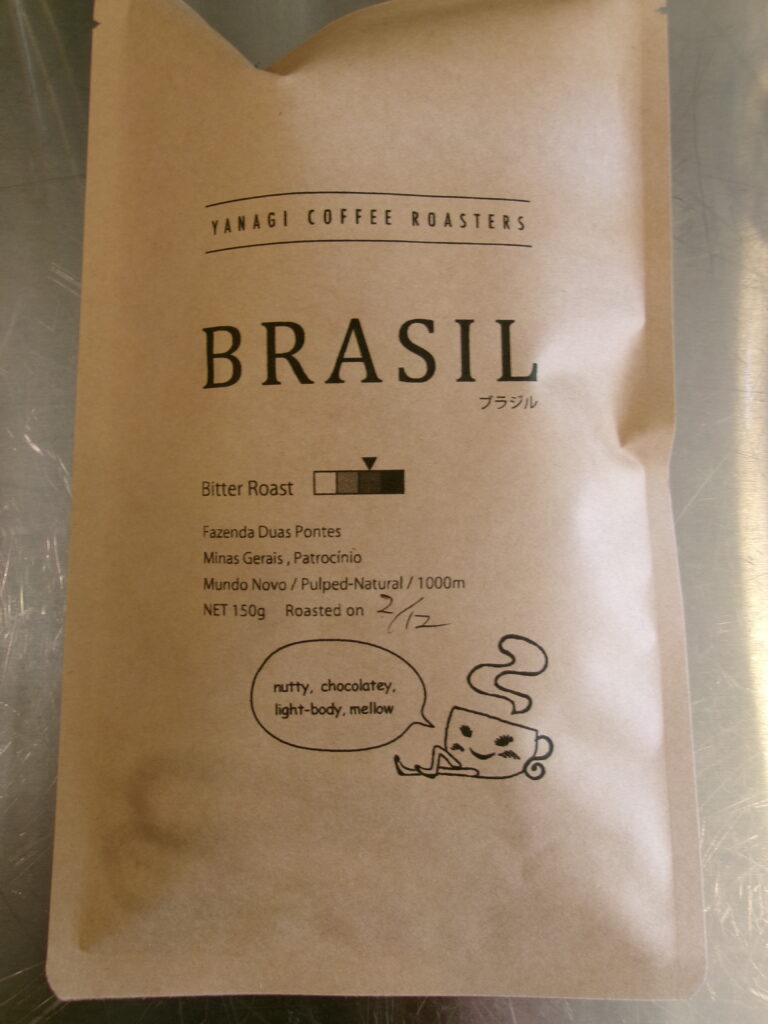 YANAGI COFFEE ROASTERS
BRASIL
ブラジル
Bitter Roast
Fazenda Duas Pontes
Minas Gerais , Patrocínio
Mundo Novo / Pulped-Natural / 1000m
NET 150g Roasted on 2/12
nutty, chocolatey,
light-body, mellow